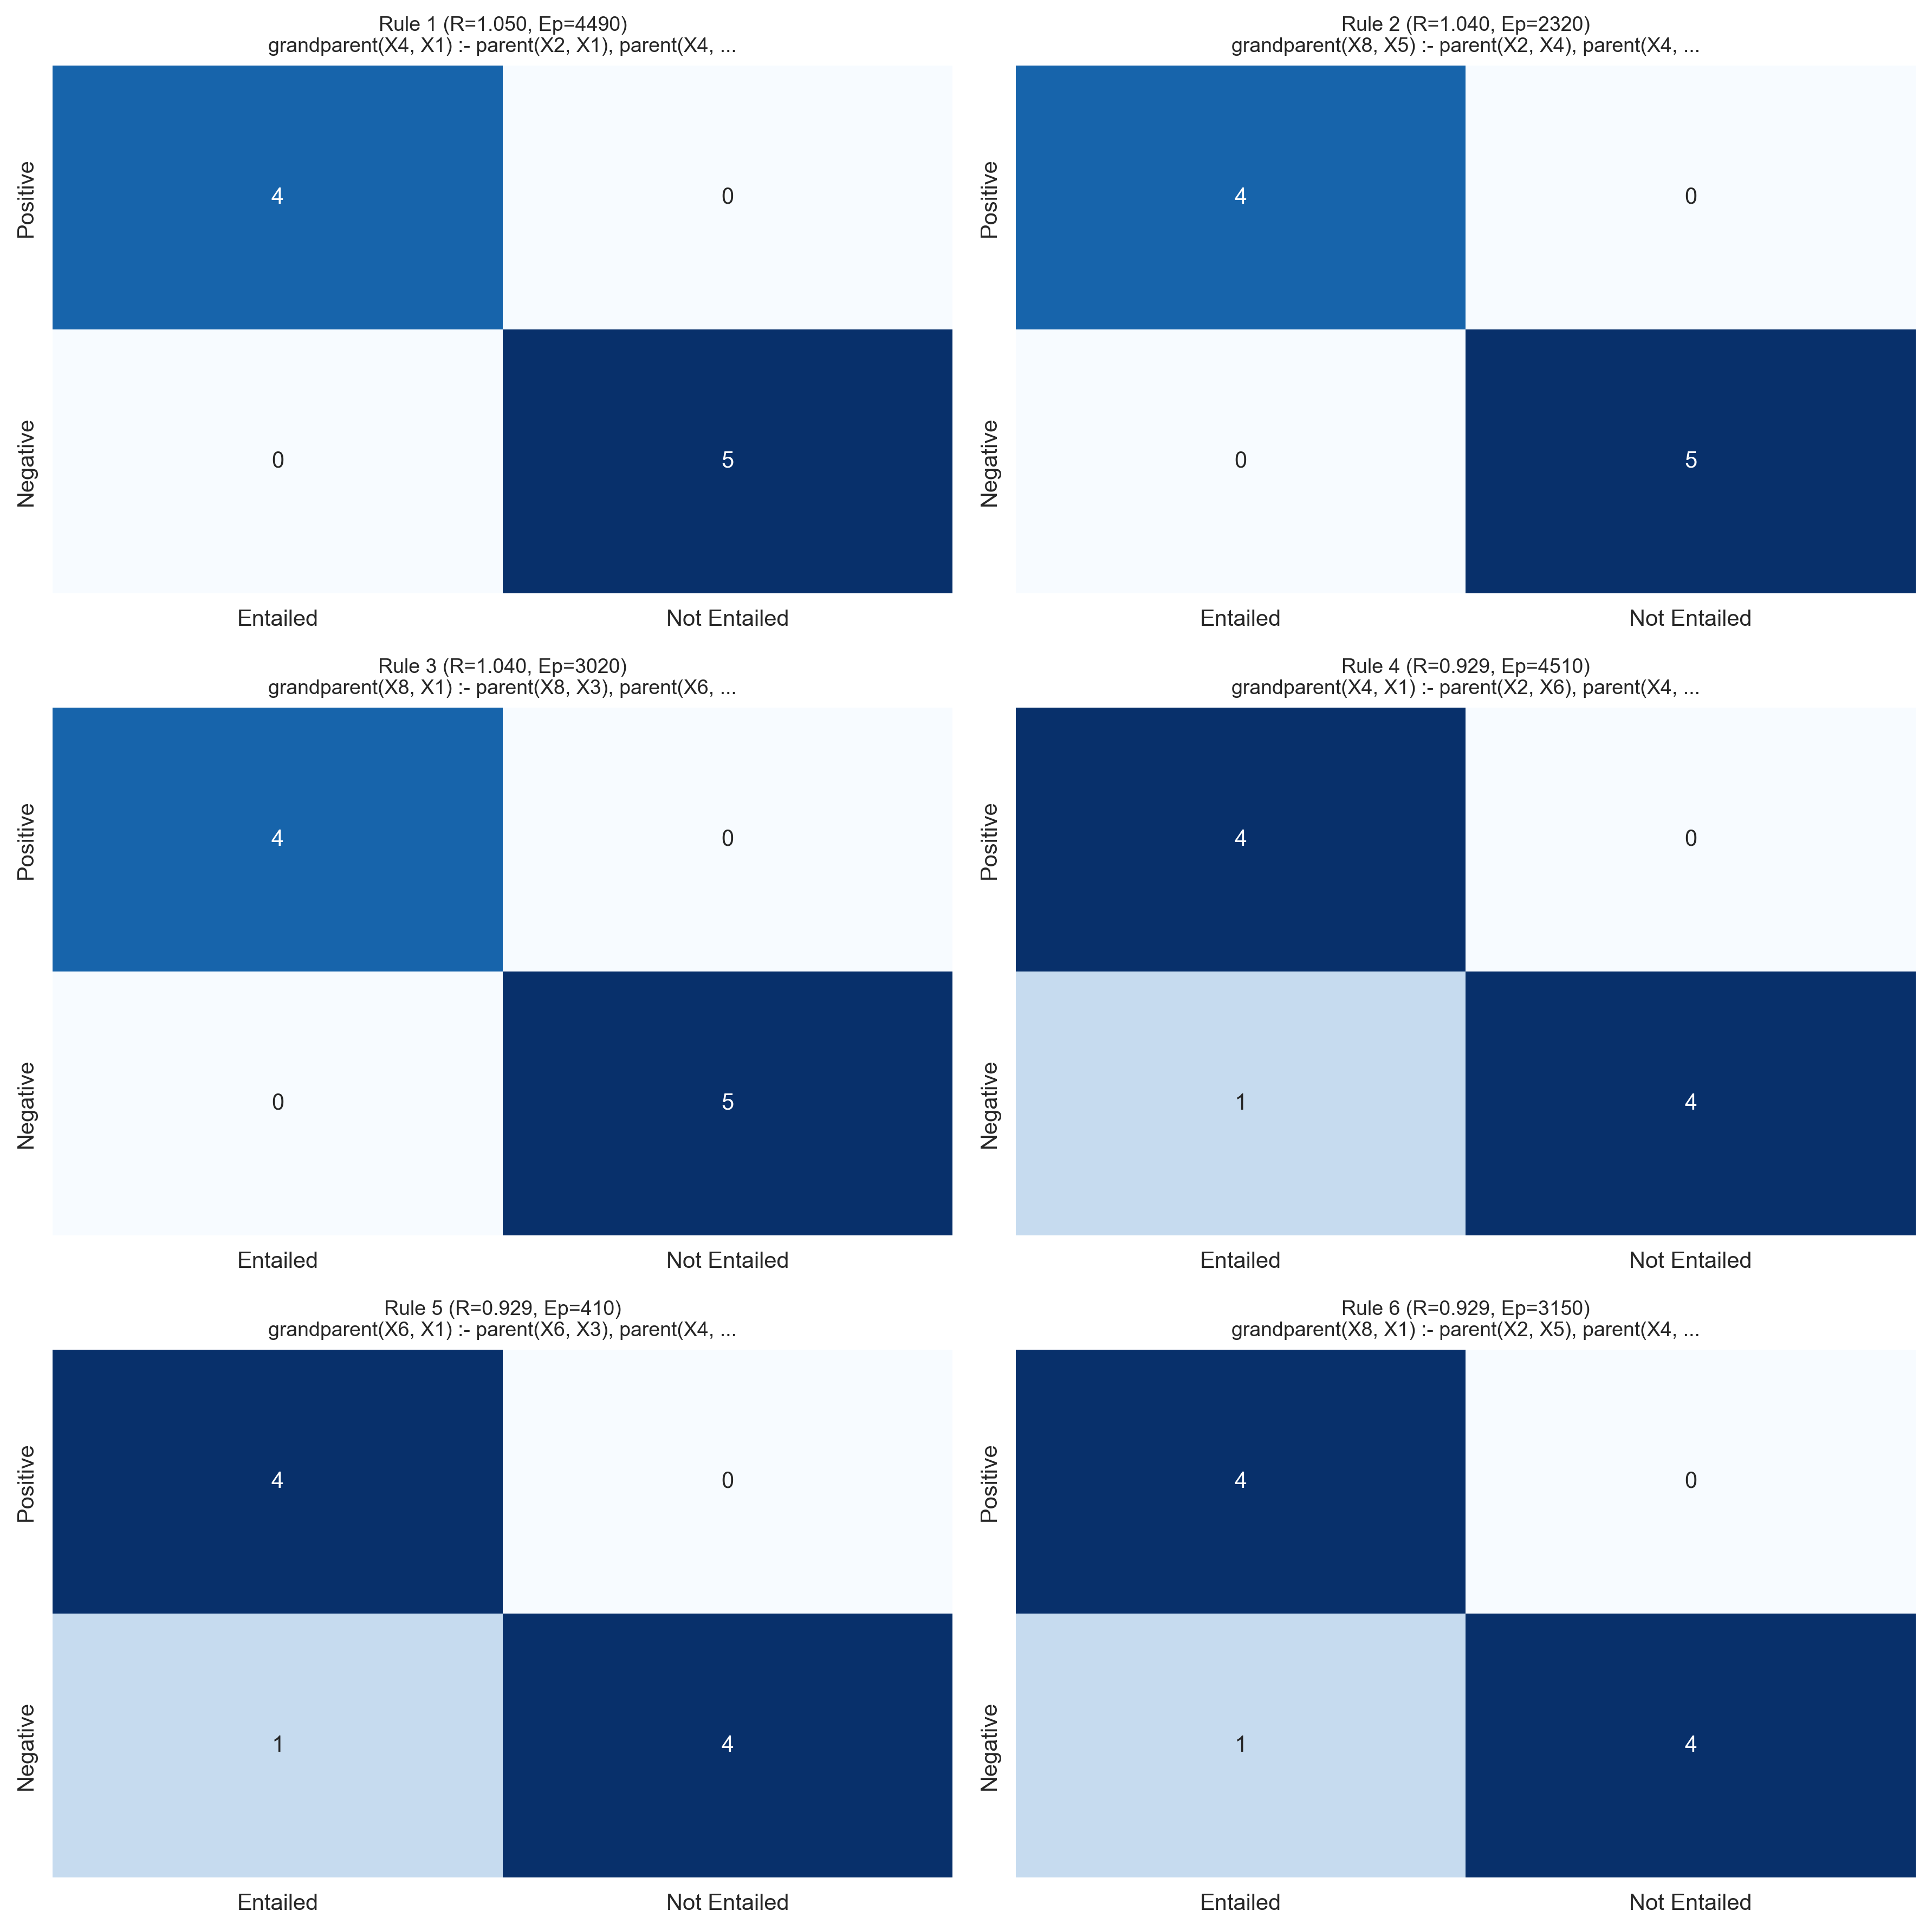 Rule 1 (R=1.050, Ep=4490)
grandparent(X4, X1) :- parent(X2, X1), parent(X4, ...
Positive
4
0
Negative
0
5
Entailed
Not Entailed
Rule 2 (R=1.040, Ep=2320)
grandparent(X8, X5) :- parent(X2, X4), parent(X4, ...
Positive
4
0
Negative
0
5
Entailed
Not Entailed
Rule 3 (R=1.040, Ep=3020)
grandparent(X8, X1) :- parent(X8, X3), parent(X6, ...
Positive
4
0
Negative
0
5
Entailed
Not Entailed
Rule 4 (R=0.929, Ep=4510)
grandparent(X4, X1) :- parent(X2, X6), parent(X4, ...
Positive
4
0
Negative
1
4
Entailed
Not Entailed
Rule 5 (R=0.929, Ep=410)
grandparent(X6, X1) :- parent(X6, X3), parent(X4, ...
Positive
4
0
Negative
1
4
Entailed
Not Entailed
Rule 6 (R=0.929, Ep=3150)
grandparent(X8, X1) :- parent(X2, X5), parent(X4, ...
Positive
4
0
Negative
1
4
Entailed
Not Entailed